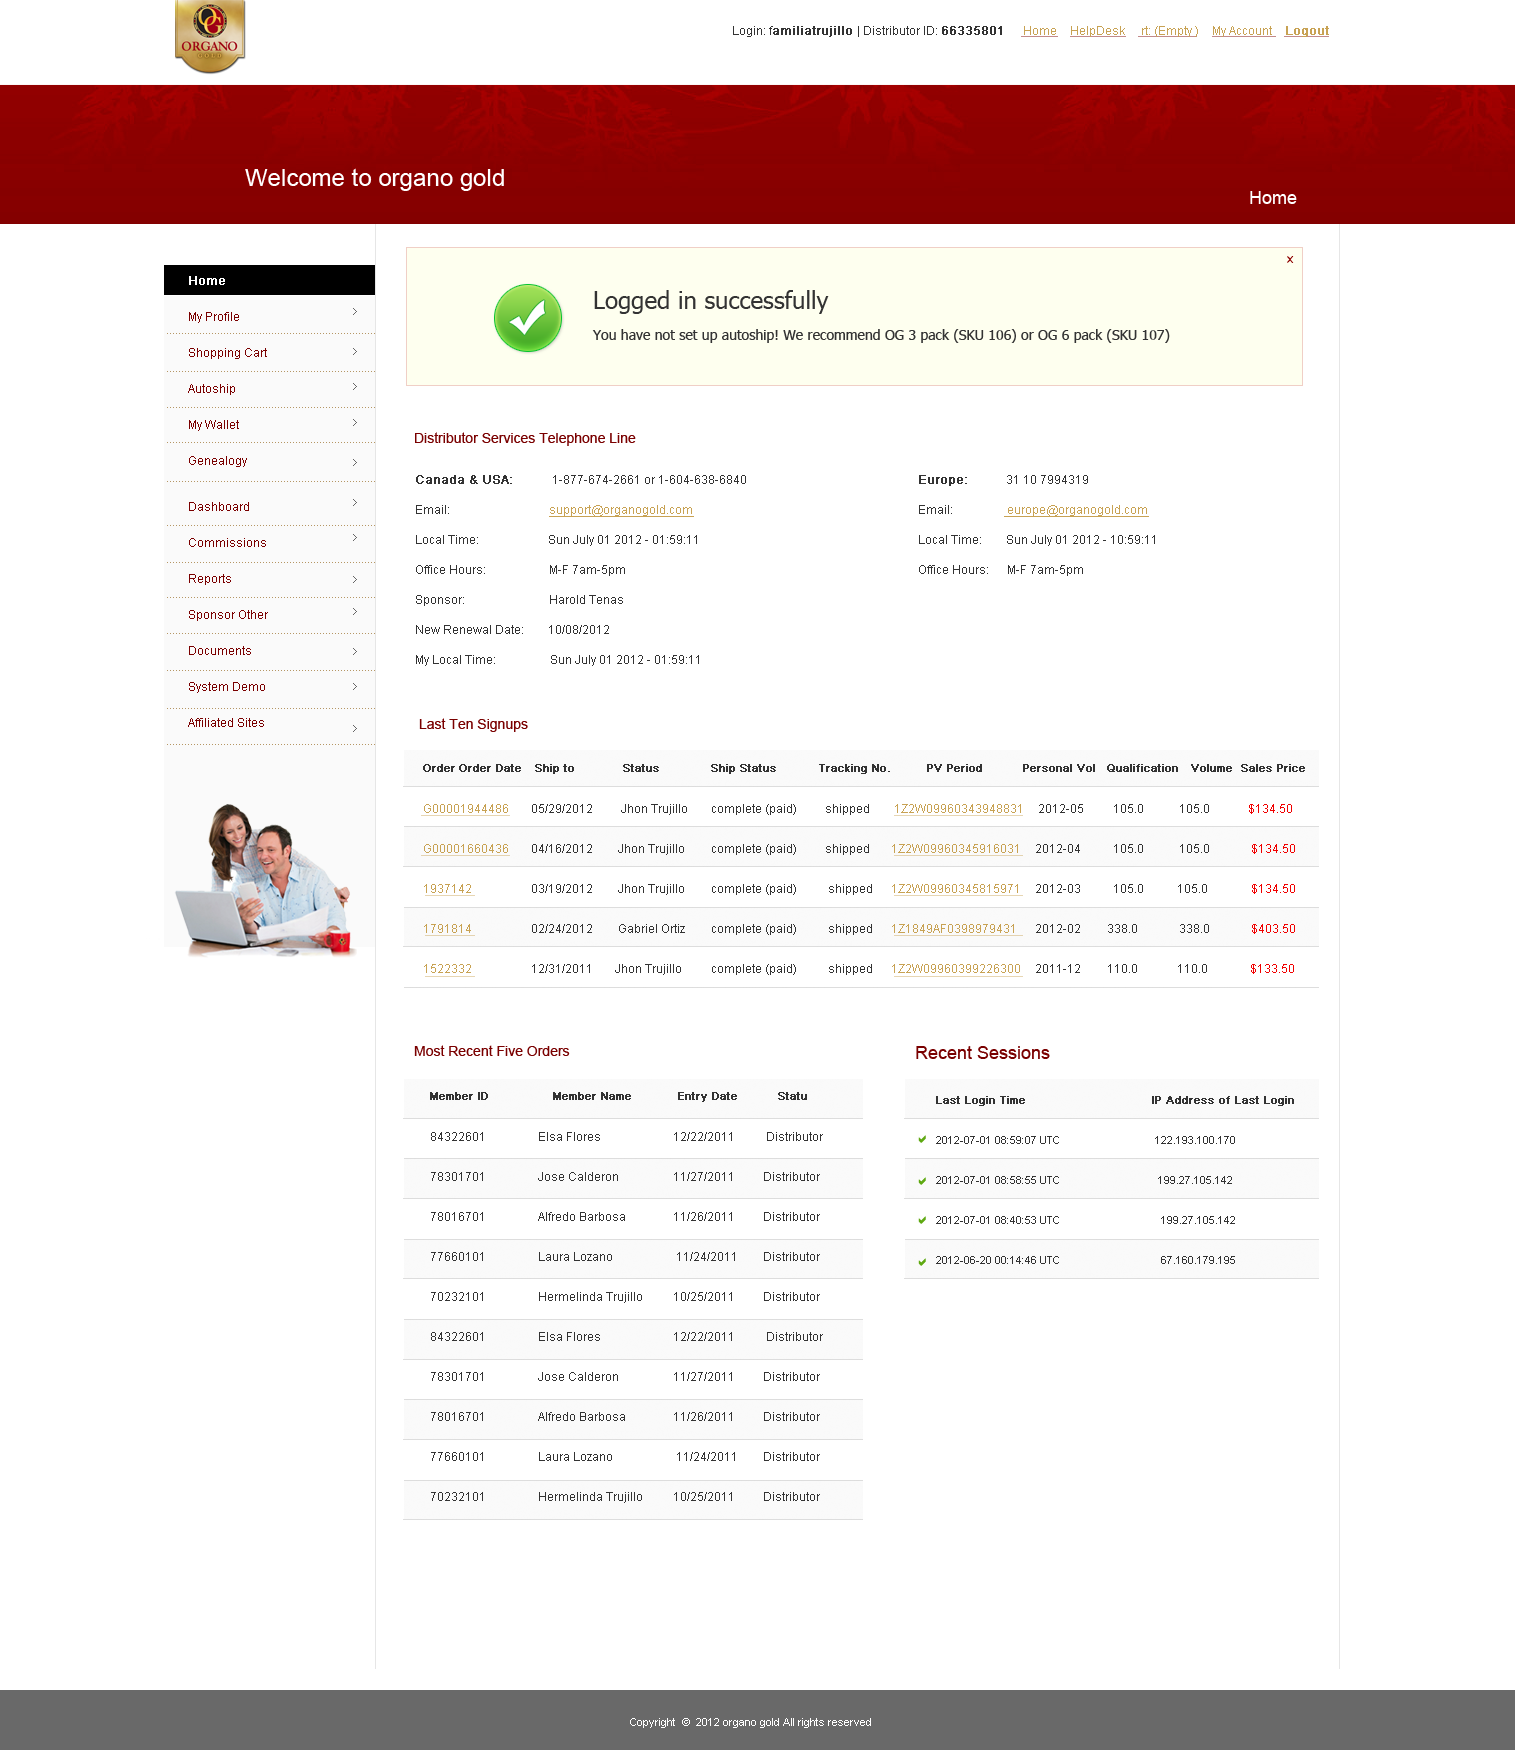 ORGANO
GOLD
Login: familiatrujillo | Distributor ID: 66335801 Home HelpDesk rt: (Empty ) My Account Logout
Welcome to organo gold
Home
Home
My Profile
Shopping Cart
Autoship
My Wallet
Genealogy
Dashboard
Commissions
Reports
Sponsor Other
Documents
System Demo
Affiliated Sites
x
Logged in successfully
You have not set up autoship! We recommend OG 3 pack (SKU 106) or OG 6 pack (SKU 107)
Distributor Services Telephone Line
Canada & USA: 1-877-674-2661 or 1-604-638-6840 Europe: 31 10 7994319
Email: support@organogold.com Email: europe@organogold.com
Local Time: Sun July 01 2012 - 01:59:11 Local Time: Sun July 01 2012 - 10:59:11
Office Hours: M-F 7am-5pm Office Hours: M-F 7am-5pm
Sponsor: Harold Tenas
New Renewal Date: 10/08/2012
My Local Time: Sun July 01 2012 - 01:59:11
Last Ten Signups
Order Order Date Ship to Status Ship Status Tracking No. PV Period Personal Vol Qualification Volume Sales Price
G00001944486 05/29/2012 Jhon Trujillo complete (paid) shipped 1Z2W09960343948831 2012-05 105.0 105.0 $134.50
G00001660436 04/16/2012 Jhon Trujillo complete (paid) shipped 1Z2W09960345916031 2012-04 105.0 105.0 $134.50
1937142 03/19/2012 Jhon Trujillo complete (paid) shipped 1Z2W09960345815971 2012-03 105.0 105.0 $134.50
1791814 02/24/2012 Gabriel Ortiz complete (paid) shipped 1Z1849AF0398979431 2012-02 338.0 338.0 $403.50
1522332 12/31/2011 Jhon Trujillo complete (paid) shipped 1Z2W09960399226300 2011-12 110.0 110.0 $133.50
Most Recent Five Orders
Member ID Member Name Entry Date Statu
84322601 Elsa Flores 12/22/2011 Distributor
78301701 Jose Calderon 11/27/2011 Distributor
78016701 Alfredo Barbosa 11/26/2011 Distributor
77660101 Laura Lozano 11/24/2011 Distributor
70232101 Hermelinda Trujillo 10/25/2011 Distributor
84322601 Elsa Flores 12/22/2011 Distributor
78301701 Jose Calderon 11/27/2011 Distributor
78016701 Alfredo Barbosa 11/26/2011 Distributor
77660101 Laura Lozano 11/24/2011 Distributor
70232101 Hermelinda Trujillo 10/25/2011 Distributor
Recent Sessions
Last Login Time IP Address of Last Login
2012-07-01 08:59:07 UTC 122.193.100.170
2012-07-01 08:58:55 UTC 199.27.105.142
2012-07-01 08:40:53 UTC 199.27.105.142
2012-06-20 00:14:46 UTC 67.160.179.195
Copyright © 2012 organo gold All rights reserved